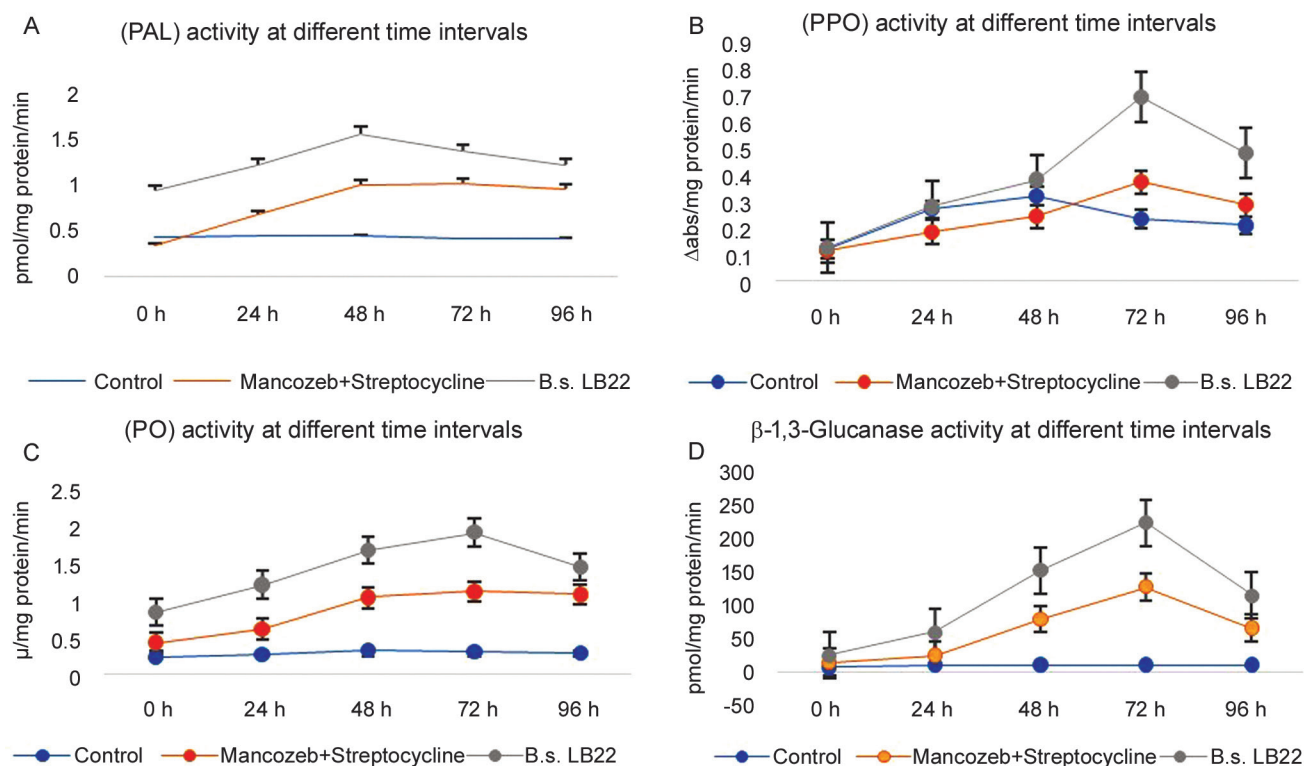 A
(PAL) activity at different time intervals
pmol/mg protein/min
2
1.5
1
0.5
0
0 h 24 h 48 h 72 h 96 h
Control Mancozeb+Streptocycline B.s. LB22
B
(PPO) activity at different time intervals
Δabs/mg protein/min
0.9
0.8
0.7
0.6
0.5
0.4
0.3
0.2
0.1
0
0 h 24 h 48 h 72 h 96 h
Control Mancozeb+Streptocycline B.s. LB22
C
(PO) activity at different time intervals
µ/mg protein/min
2.5
2
1.5
1
0.5
0
0 h 24 h 48 h 72 h 96 h
Control Mancozeb+Streptocycline B.s. LB22
D
β-1,3-Glucanase activity at different time intervals
pmol/mg protein/min
300
250
200
150
100
50
0
-50
0 h 24 h 48 h 72 h 96 h
Control Mancozeb+Streptocycline B.s. LB22